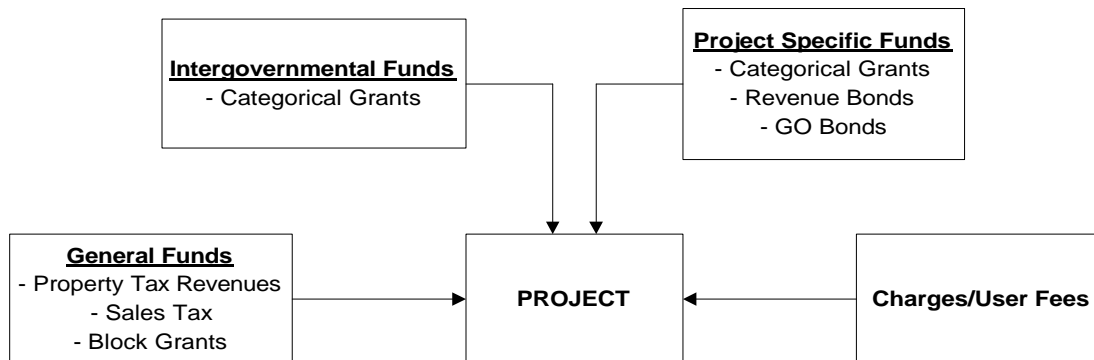 Intergovernmental Funds
- Categorical Grants
Project Specific Funds
- Categorical Grants
- Revenue Bonds
- GO Bonds
General Funds
- Property Tax Revenues
- Sales Tax
- Block Grants
PROJECT
Charges/User Fees